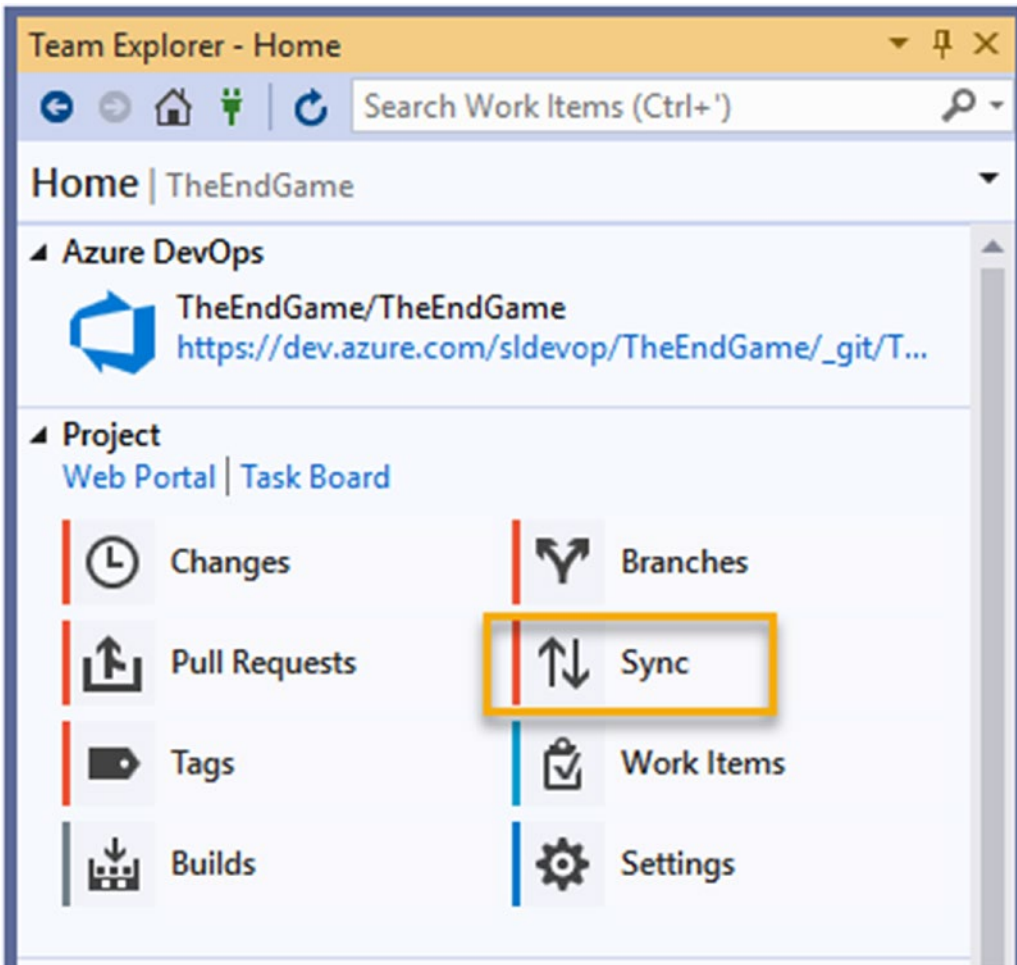 Team Explorer - Home
Search Work Items (Ctrl+')
Home | TheEndGame
Azure DevOps
TheEndGame/TheEndGame
https://dev.azure.com/sldevop/TheEndGame/_git/T...
Project
Web Portal | Task Board
Changes
Branches
Pull Requests
Sync
Tags
Work Items
Builds
Settings